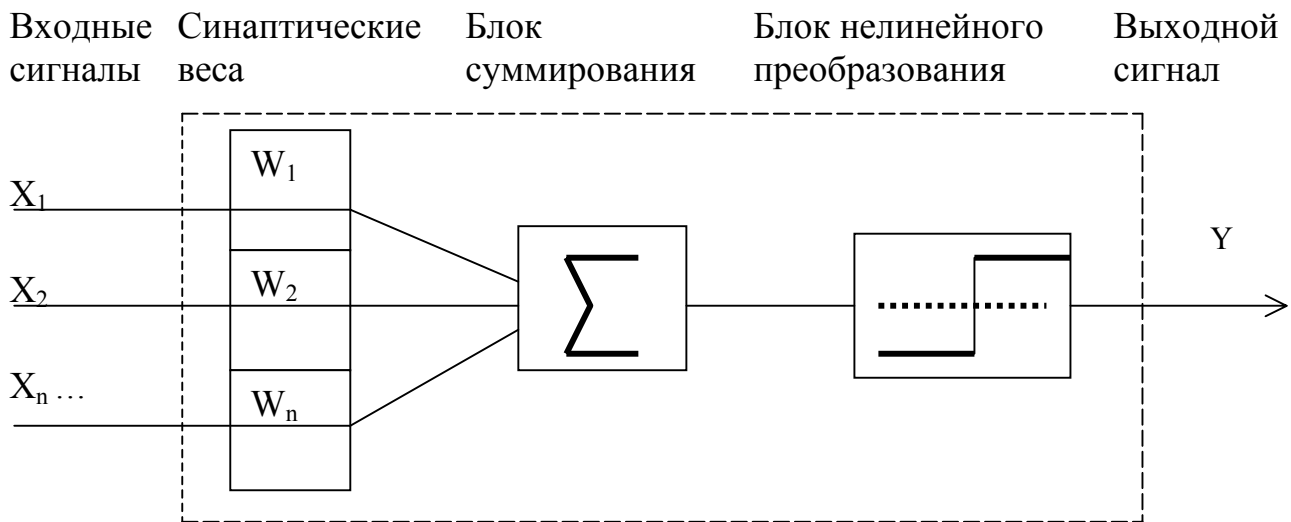 Входные сигналы
Синаптические веса
Блок суммирования
Блок нелинейного преобразования
Выходной сигнал
W₁
X₁
Y
W₂
X₂
Xₙ …
Wₙ
∑